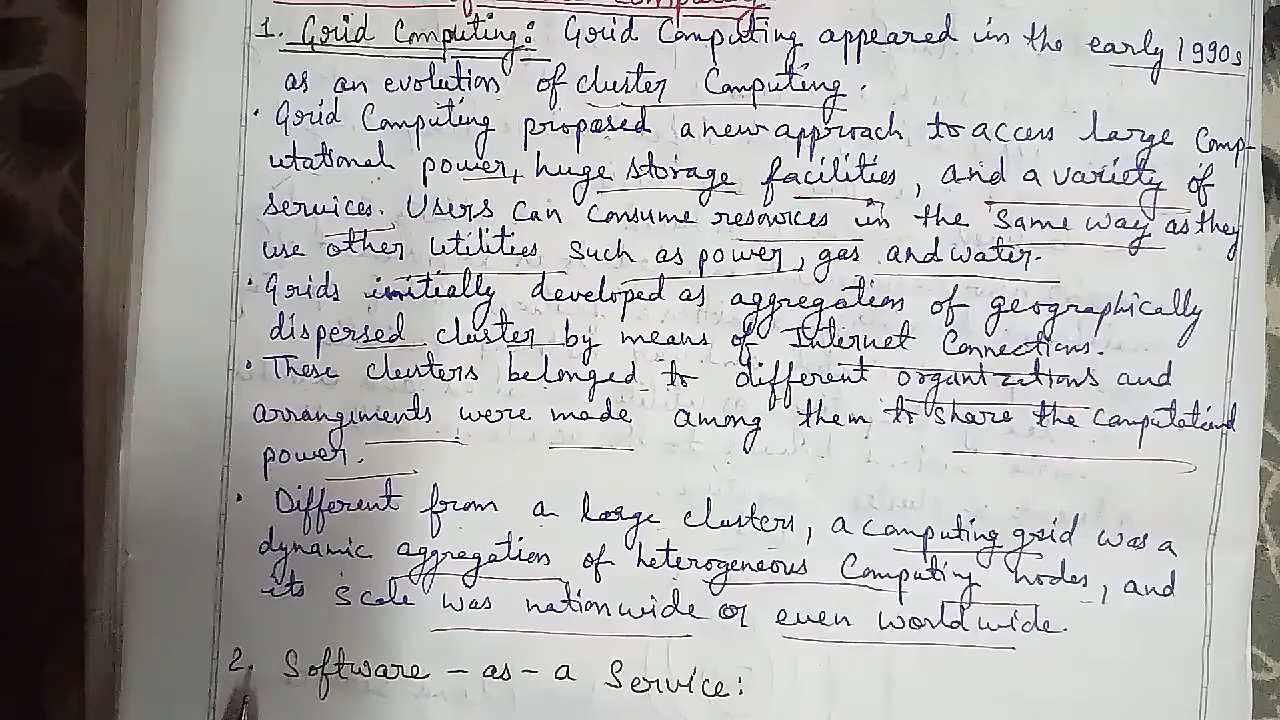 Computing
1. Grid Computing: Grid Computing appeared in the early 1990s
as an evolution of cluster Computing.
• Grid Computing proposed a new approach to access large Comp-
utational power, huge storage facilities, and a variety of
services. Users can consume resources in the same way as they
use other utilities such as power, gas and water.
• Grids initially developed as aggregation of geographically
dispersed cluster by means of Internet Connections.
• These clusters belonged to different organizations and
arrangements were made among them to share the computational
power.
• Different from a large clusters, a computing grid was a
dynamic aggregation of heterogeneous Computing nodes, and
its scale was nationwide or even worldwide.
2. Software - as - a Service: